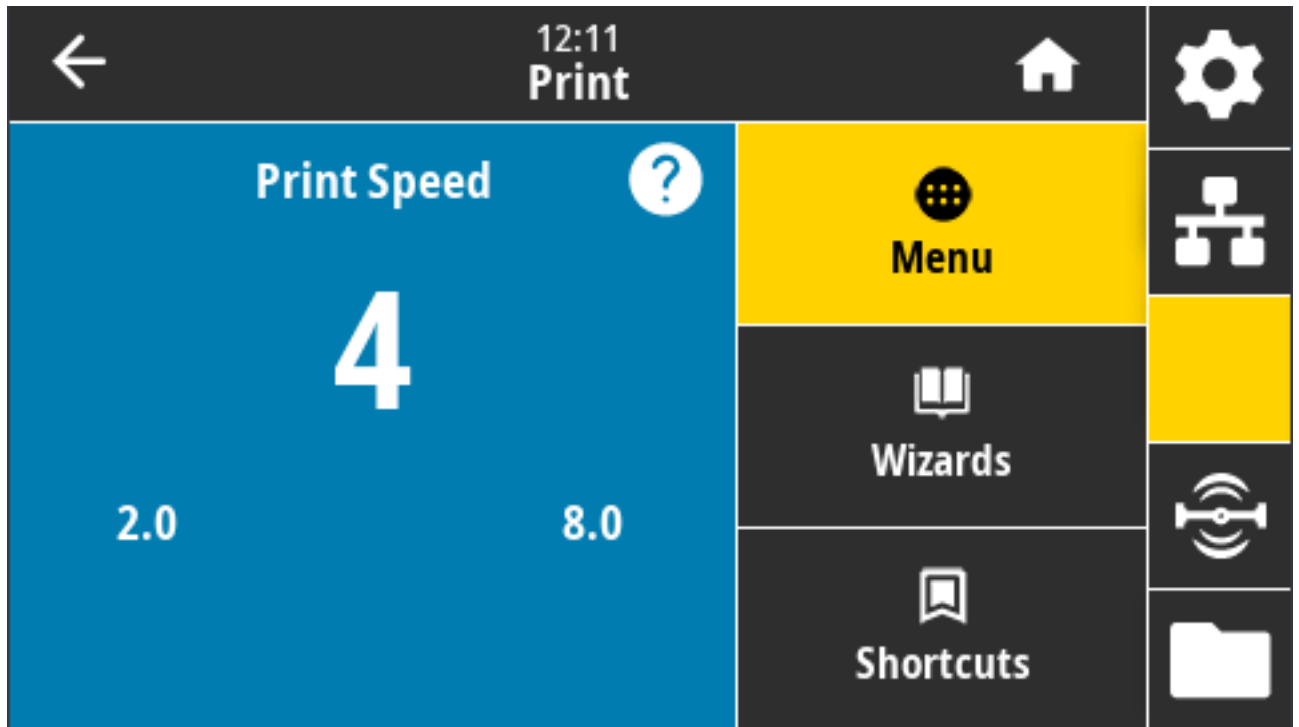 12:11
Print
Print Speed
?
4
2.0
8.0
Menu
Wizards
Shortcuts